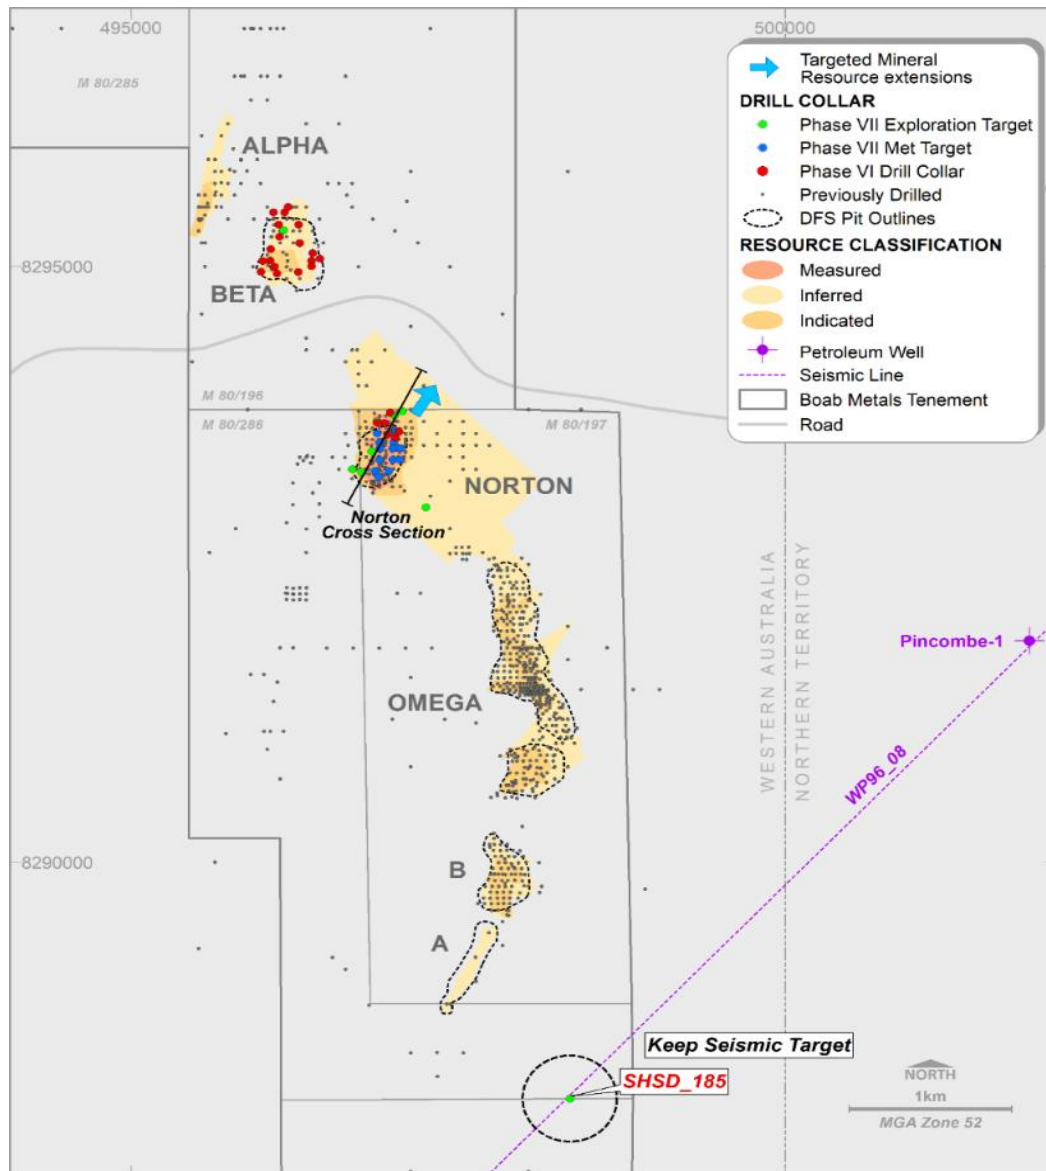 495000
500000
M 80/285
Targeted Mineral
Resource extensions
DRILL COLLAR
Phase VII Exploration Target
Phase VII Met Target
Phase VI Drill Collar
Previously Drilled
DFS Pit Outlines
RESOURCE CLASSIFICATION
Measured
Inferred
Indicated
Petroleum Well
Seismic Line
Boab Metals Tenement
Road
ALPHA
8295000
BETA
M 80/196
M 80/286
M 80/197
NORTON
Norton
Cross Section
WESTERN AUSTRALIA
NORTHERN TERRITORY
Pincombe-1
OMEGA
WP96_08
8290000
B
A
Keep Seismic Target
SHSD_185
NORTH
1km
MGA Zone 52